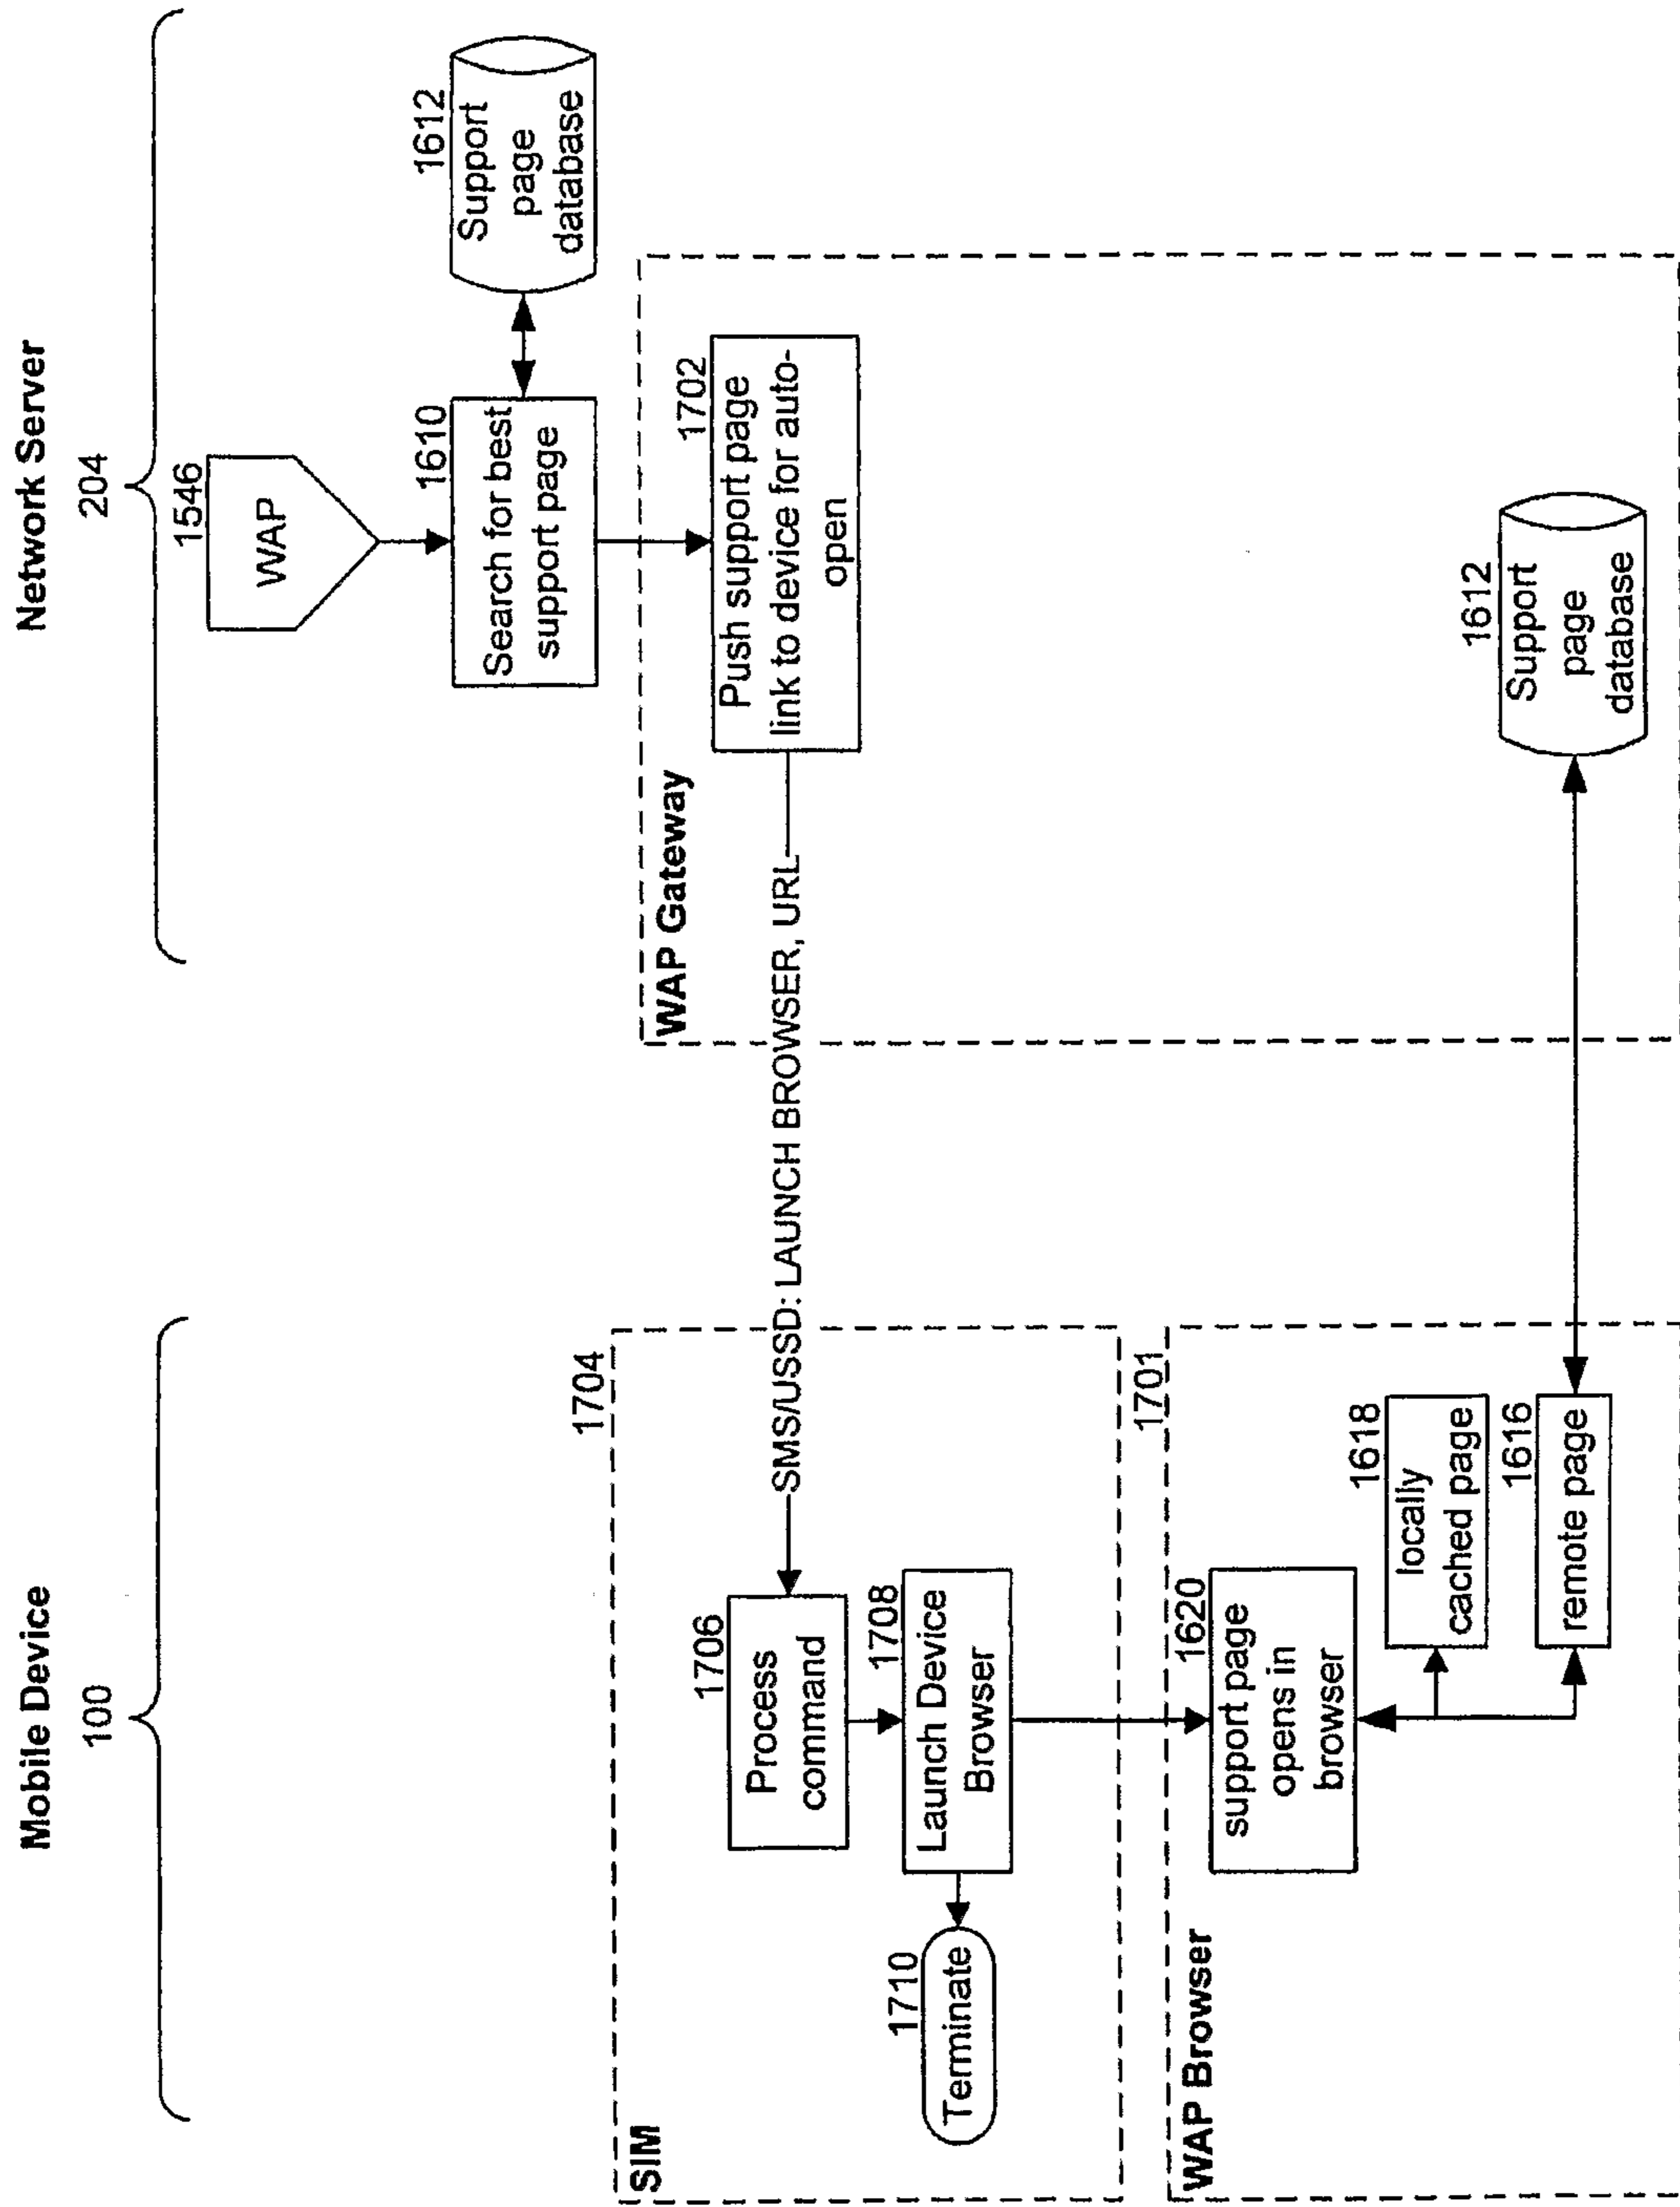 Mobile Device
100
Network Server
204
1546
WAP
1610
Search for best
support page
1612
Support
page
database
WAP Gateway
1702
Push support page
link to device for auto-
open
SMS/USSD: LAUNCH BROWSER, URL
SIM
1704
1706
Process
command
1708
Launch Device
Browser
1710
Terminate
WAP Browser
1701
1620
support page
opens in
browser
1618
locally
cached page
1616
remote page
1612
Support
page
database